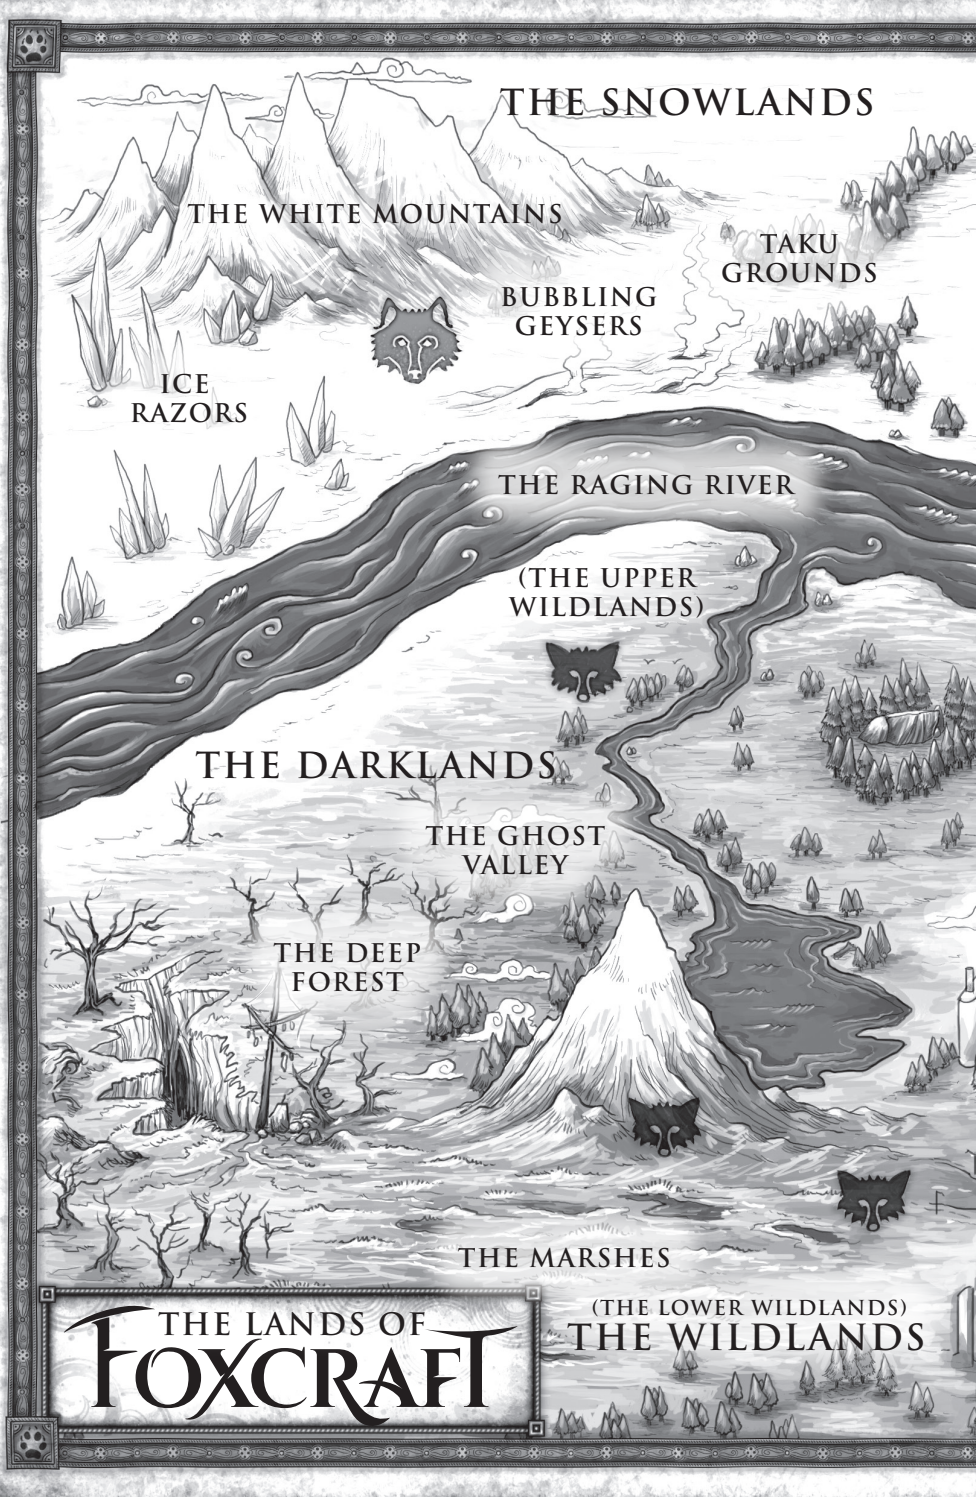 THE SNOWLANDS
THE WHITE MOUNTAINS
TAKU
GROUNDS
BUBBLING
GEYSERS
ICE
RAZORS
THE RAGING RIVER
(THE UPPER
WILDLANDS)
THE DARKLANDS
THE GHOST
VALLEY
THE DEEP
FOREST
THE MARSHES
(THE LOWER WILDLANDS)
THE WILDLANDS
THE LANDS OF
FOXCRAFT